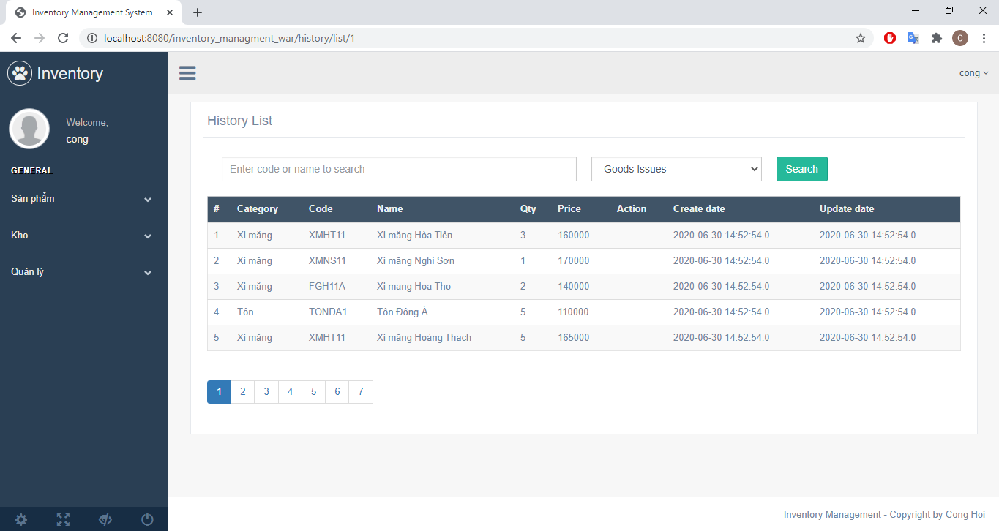 Inventory Management System
localhost:8080/inventory_managment_war/history/list/1
C
Inventory
cong
Welcome,
cong
GENERAL
Sản phẩm
Kho
Quản lý
History List
Enter code or name to search
Goods Issues
Search
# Category Code Name Qty Price Action Create date Update date
1 Xi măng XMHT11 Xi măng Hỏa Tiên 3 160000 2020-06-30 14:52:54.0 2020-06-30 14:52:54.0
2 Xi măng XMNS11 Xi măng Nghi Sơn 1 170000 2020-06-30 14:52:54.0 2020-06-30 14:52:54.0
3 Xi măng FGH11A Xi mang Hoa Tho 2 140000 2020-06-30 14:52:54.0 2020-06-30 14:52:54.0
4 Tôn TONDA1 Tôn Đông Á 5 110000 2020-06-30 14:52:54.0 2020-06-30 14:52:54.0
5 Xi măng XMHT11 Xi măng Hoàng Thạch 5 165000 2020-06-30 14:52:54.0 2020-06-30 14:52:54.0
1 2 3 4 5 6 7
Inventory Management - Copyright by Cong Hoi